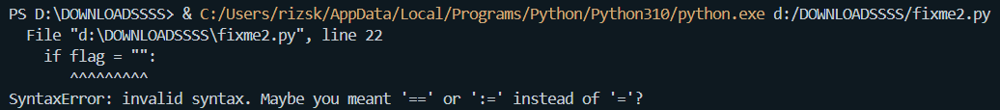 PS D:\DOWNLOADSSSS> & C:/Users/rizsk/AppData/Local/Programs/Python/Python310/python.exe d:/DOWNLOADSSSS/fixme2.py
  File "d:\DOWNLOADSSSS\fixme2.py", line 22
    if flag = "":
       ^^^^^^^^^
SyntaxError: invalid syntax. Maybe you meant '==' or ':=' instead of '='?